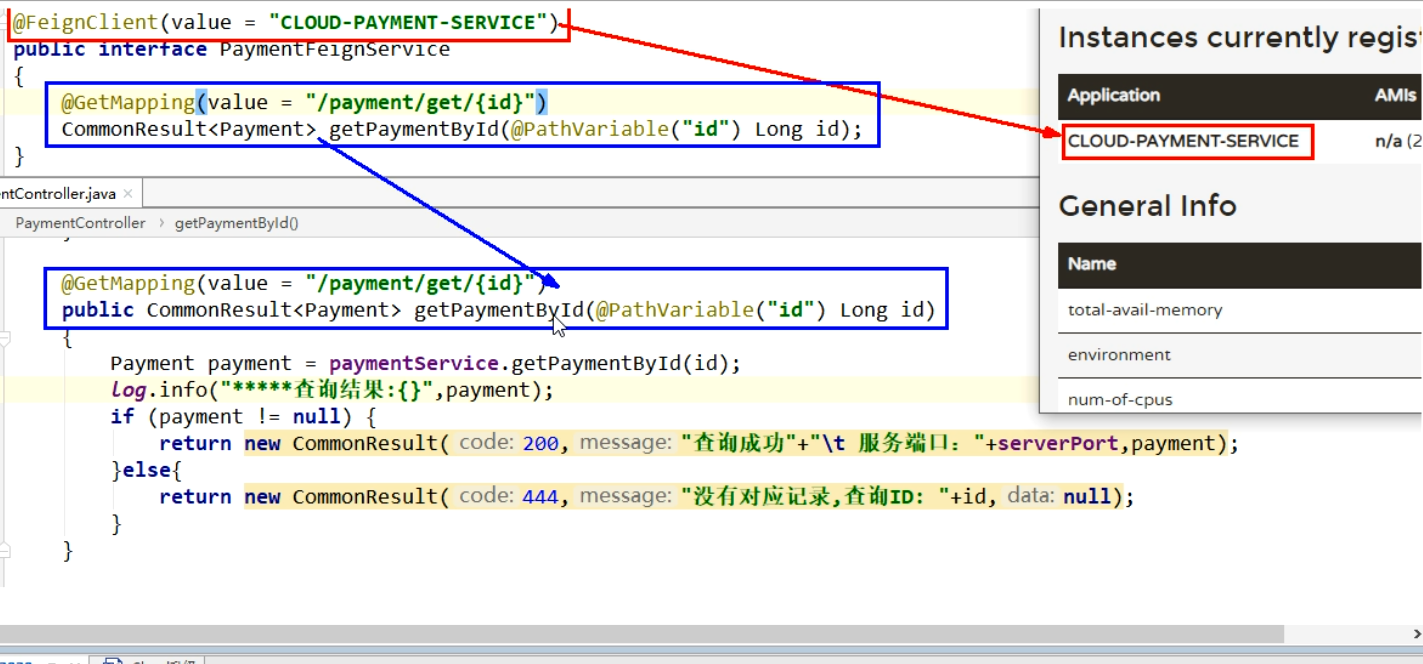 @FeignClient(value = "CLOUD-PAYMENT-SERVICE")
public interface PaymentFeignService
{
@GetMapping(value = "/payment/get/{id}")
CommonResult<Payment> getPaymentById(@PathVariable("id") Long id);
}
Instances currently regist
Application AMIs
CLOUD-PAYMENT-SERVICE n/a (2
General Info
Name
total-avail-memory
environment
num-of-cpus
ntController.java ×
PaymentController › getPaymentById()
@GetMapping(value = "/payment/get/{id}")
public CommonResult<Payment> getPaymentById(@PathVariable("id") Long id)
{
Payment payment = paymentService.getPaymentById(id);
log.info("*****查询结果:{}",payment);
if (payment != null) {
return new CommonResult( code: 200, message: "查询成功"+"\t 服务端口: "+serverPort,payment);
}else{
return new CommonResult( code: 444, message: "没有对应记录,查询ID: "+id, data: null);
}
}